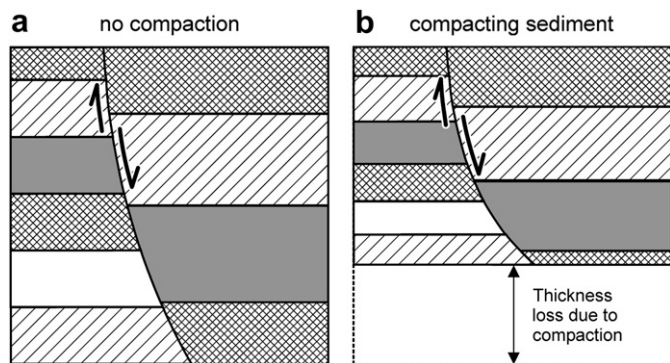 a
no compaction
b
compacting sediment
Thickness
loss due to
compaction